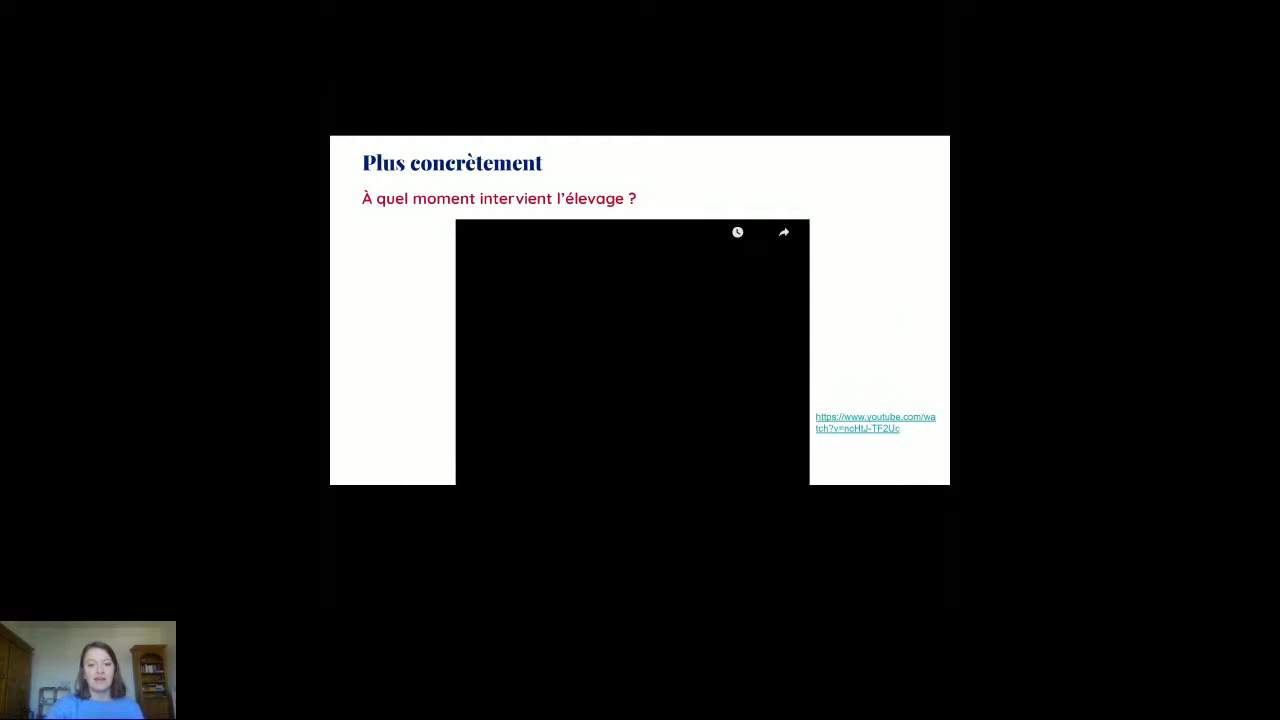 Plus concrètement
À quel moment intervient l’élevage ?
https://www.youtube.com/wa
tch?v=ncHtJ-TF2Uc